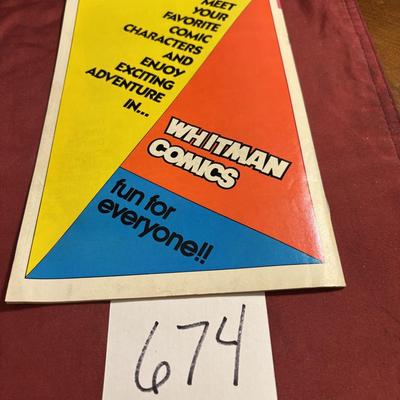 MEET
YOUR
FAVORITE
COMIC
CHARACTERS
AND
ENJOY
EXCITING
ADVENTURE
IN...
WHITMAN
COMICS
fun for
everyone!!
674